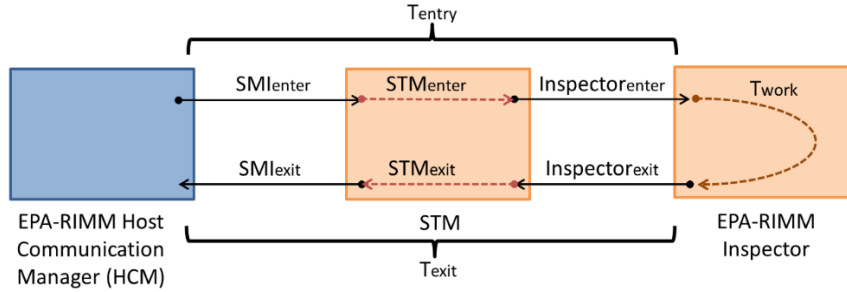 Tentry
SMIenter
STMenter
Inspectorenter
Twork
SMIexit
STMexit
Inspectorexit
EPA-RIMM Host
Communication
Manager (HCM)
STM
EPA-RIMM
Inspector
Texit